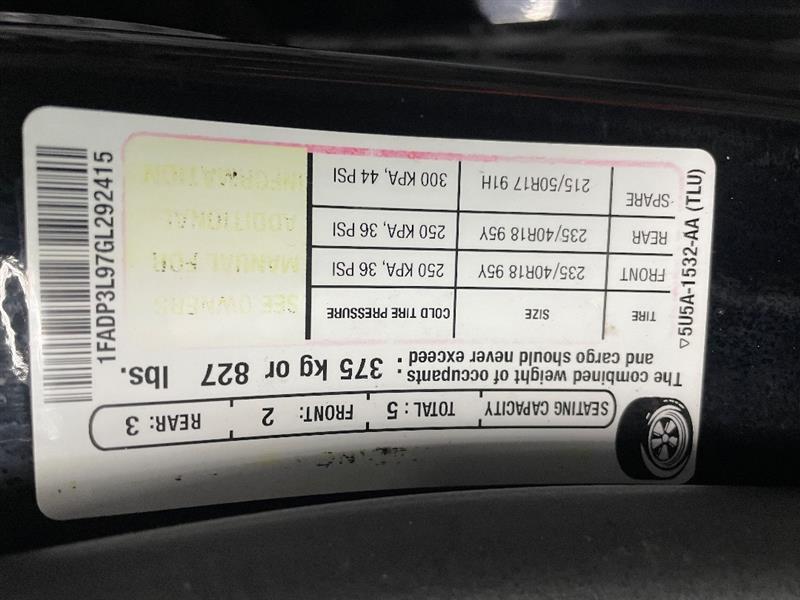 SEATING CAPACITY TOTAL : 5 FRONT: 2 REAR: 3
The combined weight of occupants
and cargo should never exceed : 375 kg or 827 lbs.
TIRE SIZE COLD TIRE PRESSURE
FRONT 235/40R18 95Y 250 KPA, 36 PSI
REAR 235/40R18 95Y 250 KPA, 36 PSI
SPARE 215/50R17 91H 300 KPA, 44 PSI
SEE OWNERS
MANUAL FOR
ADDITIONAL
INFORMATION
▽5U5A-1532-AA (TLU)
1FADP3L97GL292415